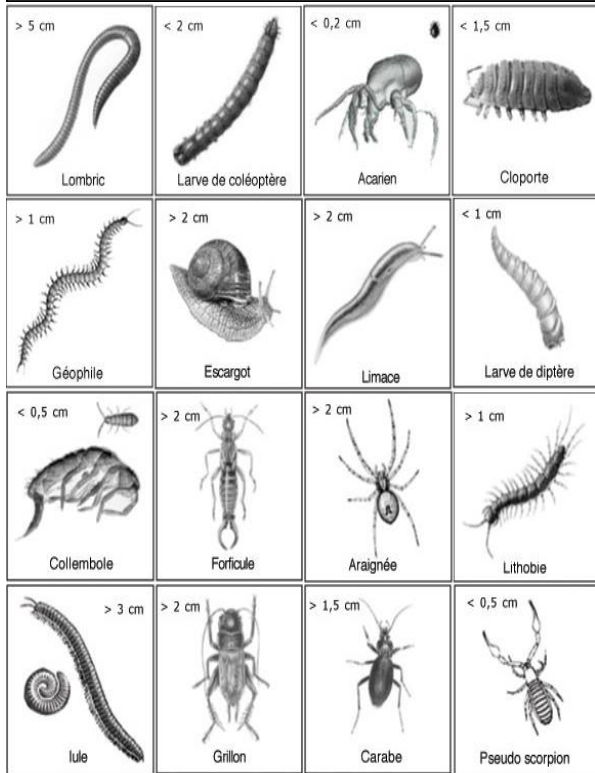 > 5 cm
Lombric
< 2 cm
Larve de coléoptère
< 0,2 cm
Acarien
< 1,5 cm
Cloporte
> 1 cm
Géophile
> 2 cm
Escargot
> 2 cm
Limace
< 1 cm
Larve de diptère
< 0,5 cm
Collembole
> 2 cm
Forficule
> 2 cm
Araignée
> 1 cm
Lithobie
> 3 cm
Iule
> 2 cm
Grillon
> 1,5 cm
Carabe
< 0,5 cm
Pseudo scorpion